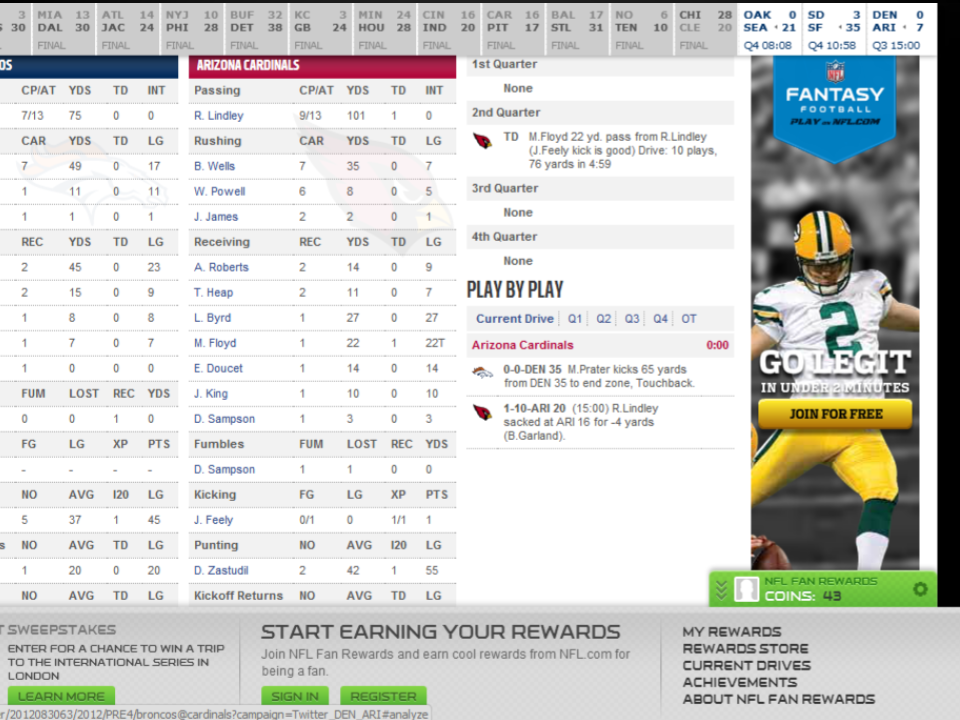 3 MIA 13 ATL 14 NYJ 10 BUF 32 KC 3 MIN 24 CIN 16 CAR 16 BAL 17 NO 6 CHI 28 OAK 0 SD 3 DEN 0
30 DAL 30 JAC 24 PHI 28 DET 38 GB 24 HOU 28 IND 20 PIT 17 STL 31 TEN 10 CLE 20 SEA 21 SF 35 ARI 7
FINAL FINAL FINAL FINAL FINAL FINAL FINAL FINAL FINAL FINAL FINAL Q4 08:08 Q4 10:58 Q3 15:00
OS
CP/AT YDS TD INT
7/13 75 0 0
CAR YDS TD LG
7 49 0 17
1 11 0 11
1 1 0 1
REC YDS TD LG
2 45 0 23
2 15 0 9
1 8 0 8
1 7 0 7
1 0 0 0
FUM LOST REC YDS
0 0 1 0
FG LG XP PTS
- - - -
NO AVG I20 LG
5 37 1 45
s NO AVG TD LG
1 20 0 20
NO AVG TD LG
ARIZONA CARDINALS
Passing CP/AT YDS TD INT
R. Lindley 9/13 101 1 0
Rushing CAR YDS TD LG
B. Wells 7 35 0 7
W. Powell 6 8 0 5
J. James 2 2 0 1
Receiving REC YDS TD LG
A. Roberts 2 14 0 9
T. Heap 2 11 0 7
L. Byrd 1 27 0 27
M. Floyd 1 22 1 22T
E. Doucet 1 14 0 14
J. King 1 10 0 10
D. Sampson 1 3 0 3
Fumbles FUM LOST REC YDS
D. Sampson 1 1 0 0
Kicking FG LG XP PTS
J. Feely 0/1 0 1/1 1
Punting NO AVG I20 LG
D. Zastudil 2 42 1 55
Kickoff Returns NO AVG TD LG
1st Quarter
None
2nd Quarter
TD M.Floyd 22 yd. pass from R.Lindley
(J.Feely kick is good) Drive: 10 plays,
76 yards in 4:59
3rd Quarter
None
4th Quarter
None
PLAY BY PLAY
Current Drive Q1 Q2 Q3 Q4 OT
Arizona Cardinals 0:00
0-0-DEN 35 M.Prater kicks 65 yards
from DEN 35 to end zone, Touchback.
1-10-ARI 20 (15:00) R.Lindley
sacked at ARI 16 for -4 yards
(B.Garland).
NFL
FANTASY
FOOTBALL
PLAY ON NFL.COM
2
GO LEGIT
IN UNDER 2 MINUTES
JOIN FOR FREE
NFL FAN REWARDS
COINS: 43
T SWEEPSTAKES
ENTER FOR A CHANCE TO WIN A TRIP
TO THE INTERNATIONAL SERIES IN
LONDON
LEARN MORE
START EARNING YOUR REWARDS
Join NFL Fan Rewards and earn cool rewards from NFL.com for
being a fan.
SIGN IN REGISTER
MY REWARDS
REWARDS STORE
CURRENT DRIVES
ACHIEVEMENTS
ABOUT NFL FAN REWARDS
er/2012083063/2012/PRE4/broncos@cardinals?campaign=Twitter_DEN_ARI#analyze